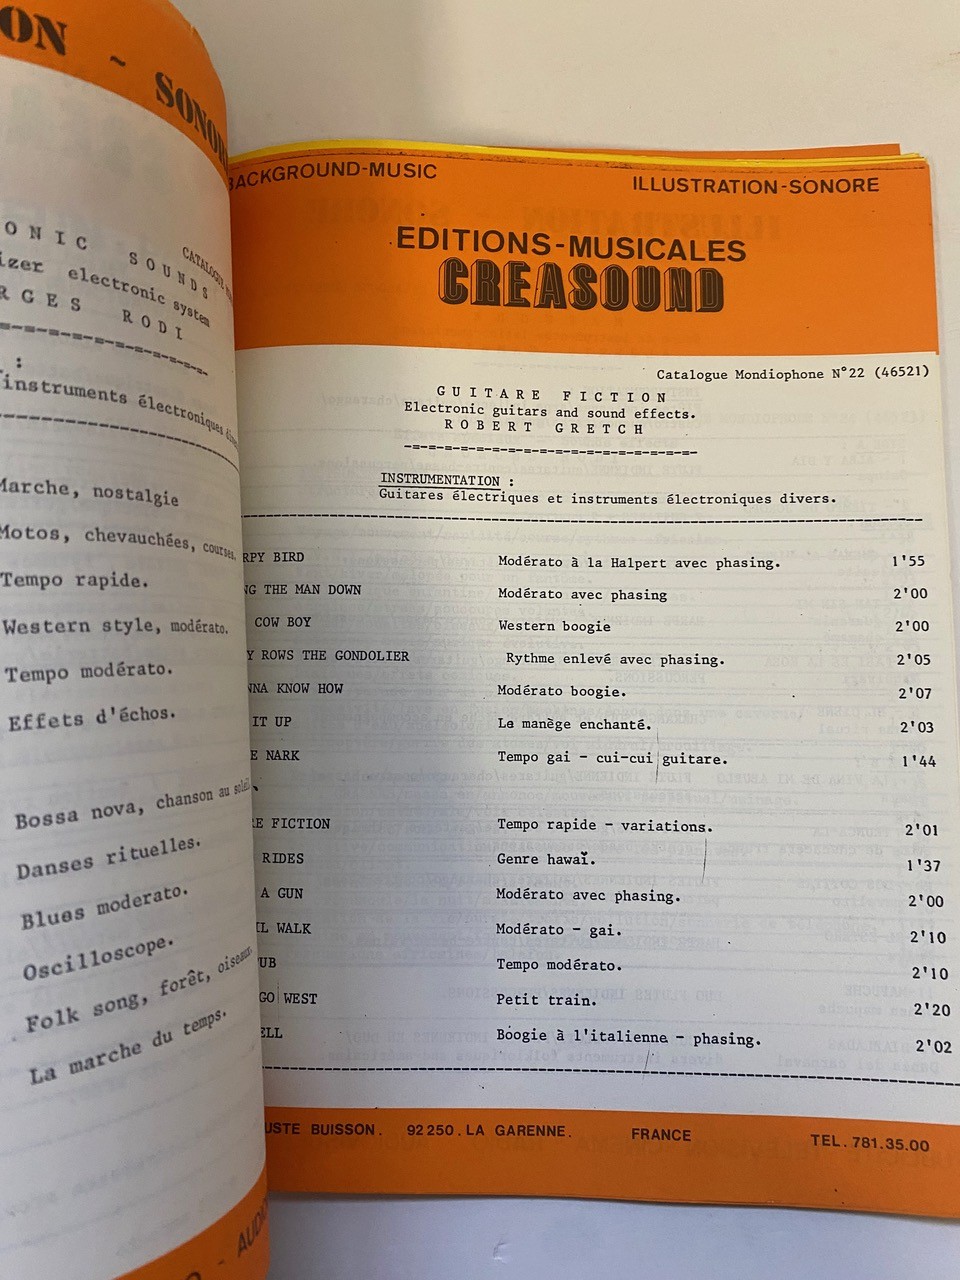 ON ~ SONOR
CATALOGUE
ONIC SOUNDS
izer electronic system
RGES RODI
:
instruments électroniques
Marche, nostalgie
Motos, chevauchées, courses.
Tempo rapide.
Western style, modérato.
Tempo modérato.
Effets d'échos.
Bossa nova, chanson au
Danses rituelles.
Blues moderato.
Oscilloscope.
Folk song, forêt, oiseaux.
La marche du temps.
BACKGROUND-MUSIC ILLUSTRATION-SONORE
EDITIONS-MUSICALES
CREASOUND
Catalogue Mondiophone N°22 (46521)
GUITARE FICTION
Electronic guitars and sound effects.
ROBERT GRETCH
INSTRUMENTATION :
Guitares électriques et instruments électroniques divers.
RPY BIRD Modérato à la Halpert avec phasing. 1'55
NG THE MAN DOWN Modérato avec phasing 2'00
COW BOY Western boogie 2'00
Y ROWS THE GONDOLIER Rythme enlevé avec phasing. 2'05
NNA KNOW HOW Modérato boogie. 2'07
IT UP Le manège enchanté. 2'03
E NARK Tempo gai - cui-cui guitare. 1'44
RE FICTION Tempo rapide - variations. 2'01
RIDES Genre hawaï. 1'37
A GUN Modérato avec phasing. 2'00
IL WALK Modérato - gai. 2'10
UB Tempo modérato. 2'10
GO WEST Petit train. 2'20
ELL Boogie à l'italienne - phasing. 2'02
USTE BUISSON. 92250. LA GARENNE. FRANCE TEL. 781.35.00